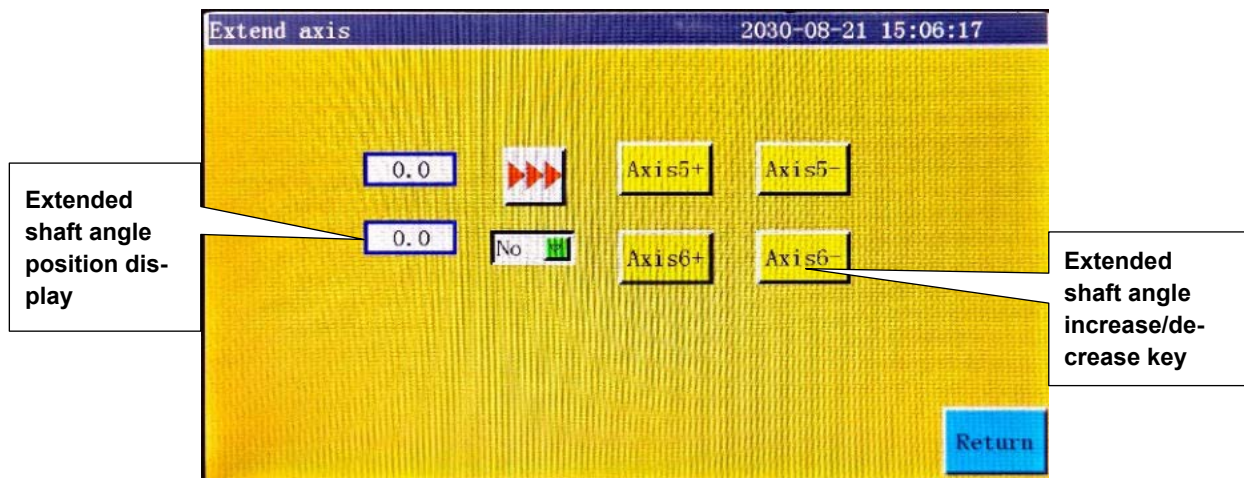 Extend axis 2030-08-21 15:06:17
0.0 Axis5+ Axis5-
0.0 No Axis6+ Axis6-
Extended
shaft angle
position dis-
play
Extended
shaft angle
increase/de-
crease key
Return